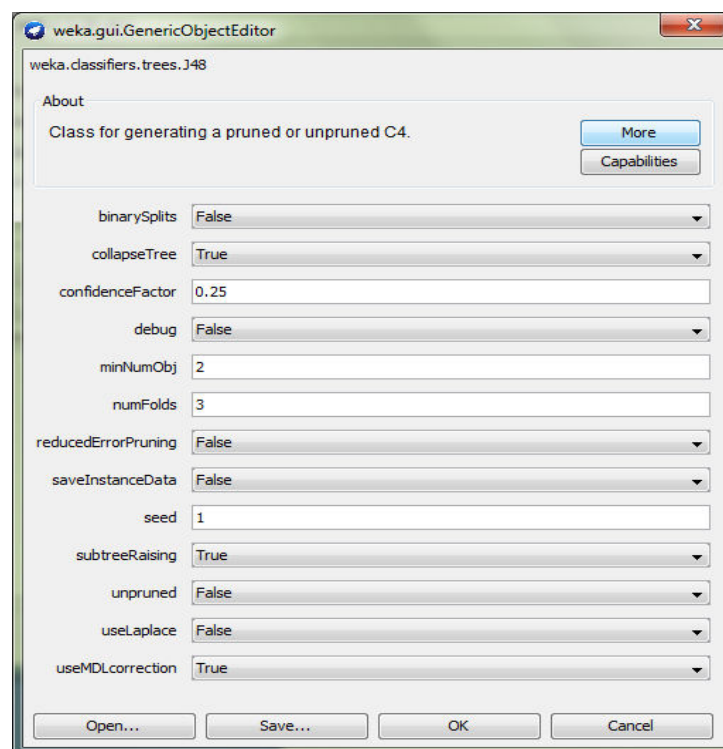 weka.gui.GenericObjectEditor
weka.classifiers.trees.J48
About
Class for generating a pruned or unpruned C4.
More
Capabilities
binarySplits False
collapseTree True
confidenceFactor 0.25
debug False
minNumObj 2
numFolds 3
reducedErrorPruning False
saveInstanceData False
seed 1
subtreeRaising True
unpruned False
useLaplace False
useMDLcorrection True
Open... Save... OK Cancel